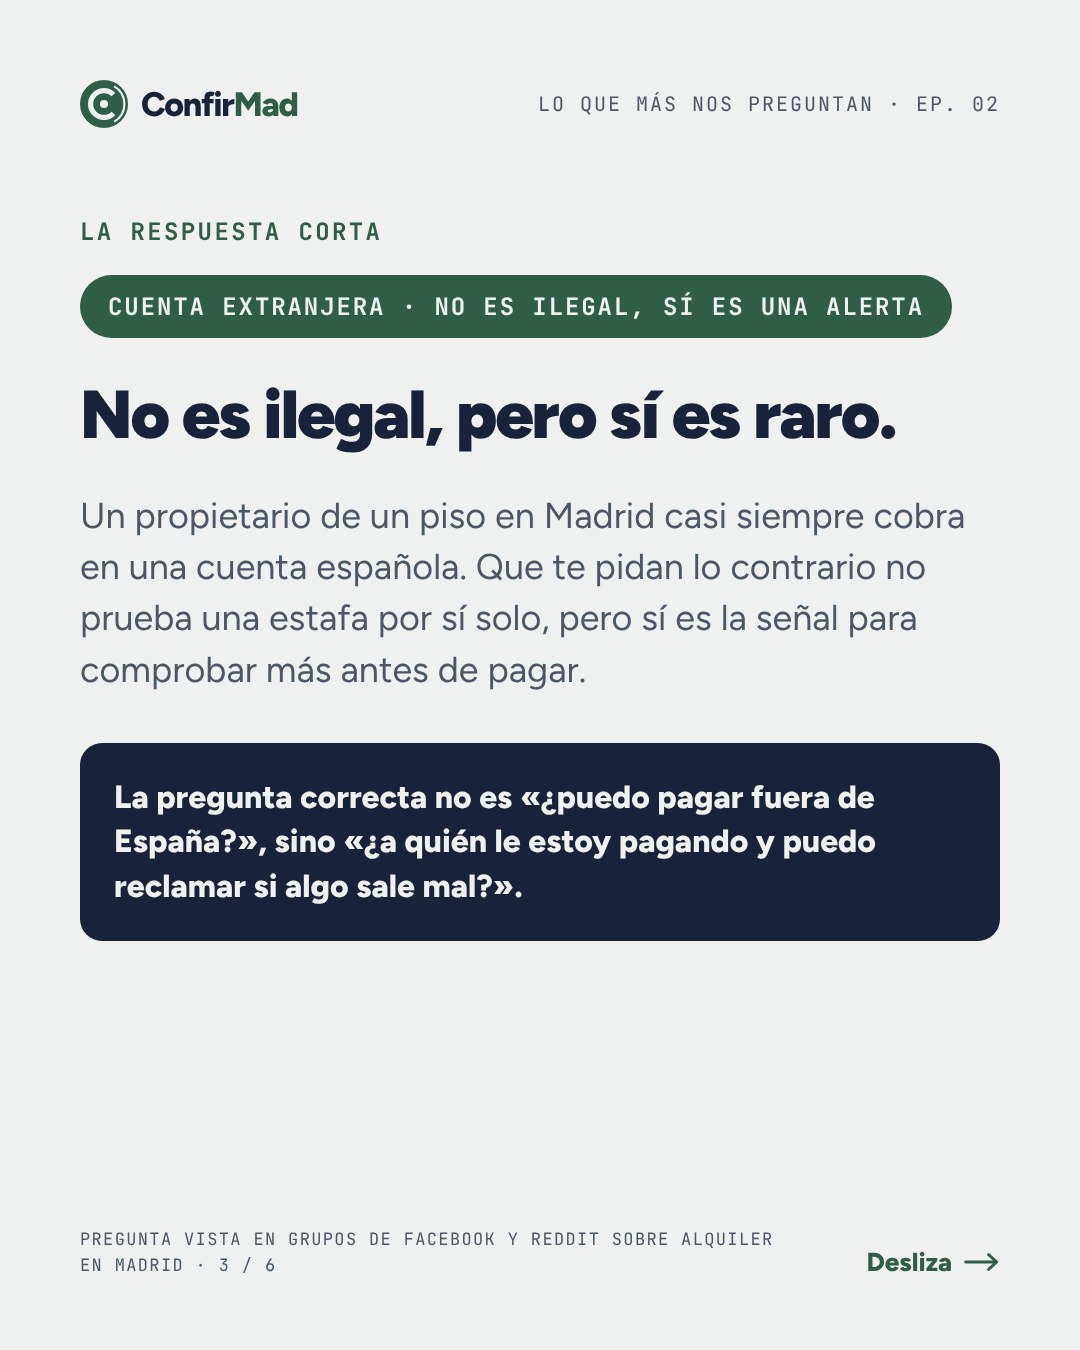 ConfirMad
LO QUE MÁS NOS PREGUNTAN · EP. 02
LA RESPUESTA CORTA
CUENTA EXTRANJERA · NO ES ILEGAL, SÍ ES UNA ALERTA
No es ilegal, pero sí es raro.
Un propietario de un piso en Madrid casi siempre cobra
en una cuenta española. Que te pidan lo contrario no
prueba una estafa por sí solo, pero sí es la señal para
comprobar más antes de pagar.
La pregunta correcta no es «¿puedo pagar fuera de
España?», sino «¿a quién le estoy pagando y puedo
reclamar si algo sale mal?».
PREGUNTA VISTA EN GRUPOS DE FACEBOOK Y REDDIT SOBRE ALQUILER
EN MADRID · 3 / 6
Desliza →